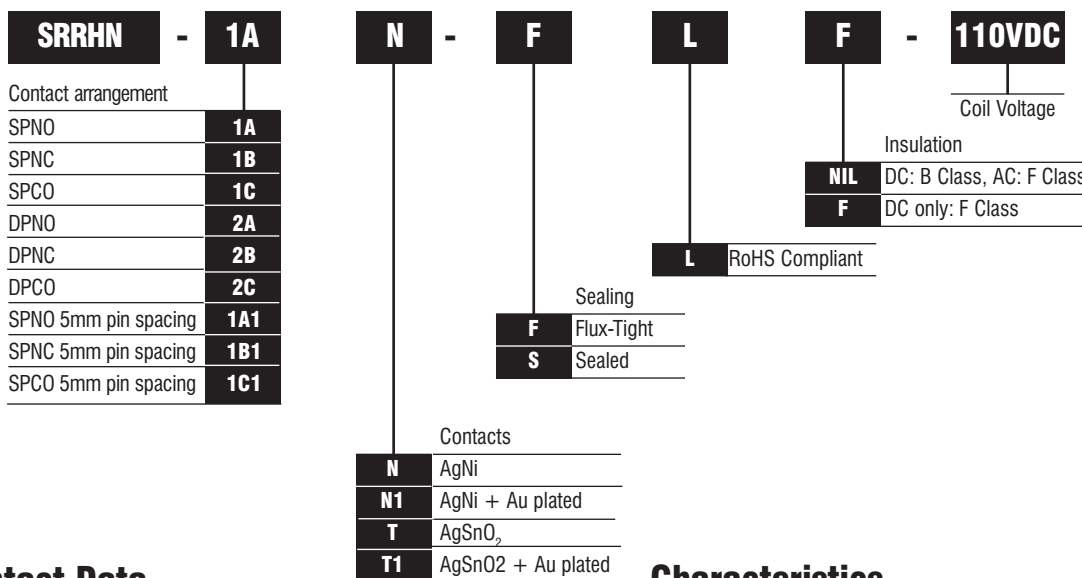 SRRHN - 1A N - F L F - 110VDC
Contact arrangement
SPNO 1A
SPNC 1B
SPCO 1C
DPNO 2A
DPNC 2B
DPCO 2C
SPNO 5mm pin spacing 1A1
SPNC 5mm pin spacing 1B1
SPCO 5mm pin spacing 1C1
Coil Voltage
Insulation
NIL DC: B Class, AC: F Class
F DC only: F Class
L RoHS Compliant
Sealing
F Flux-Tight
S Sealed
Contacts
N AgNi
N1 AgNi + Au plated
T AgSnO₂
T1 AgSnO2 + Au plated